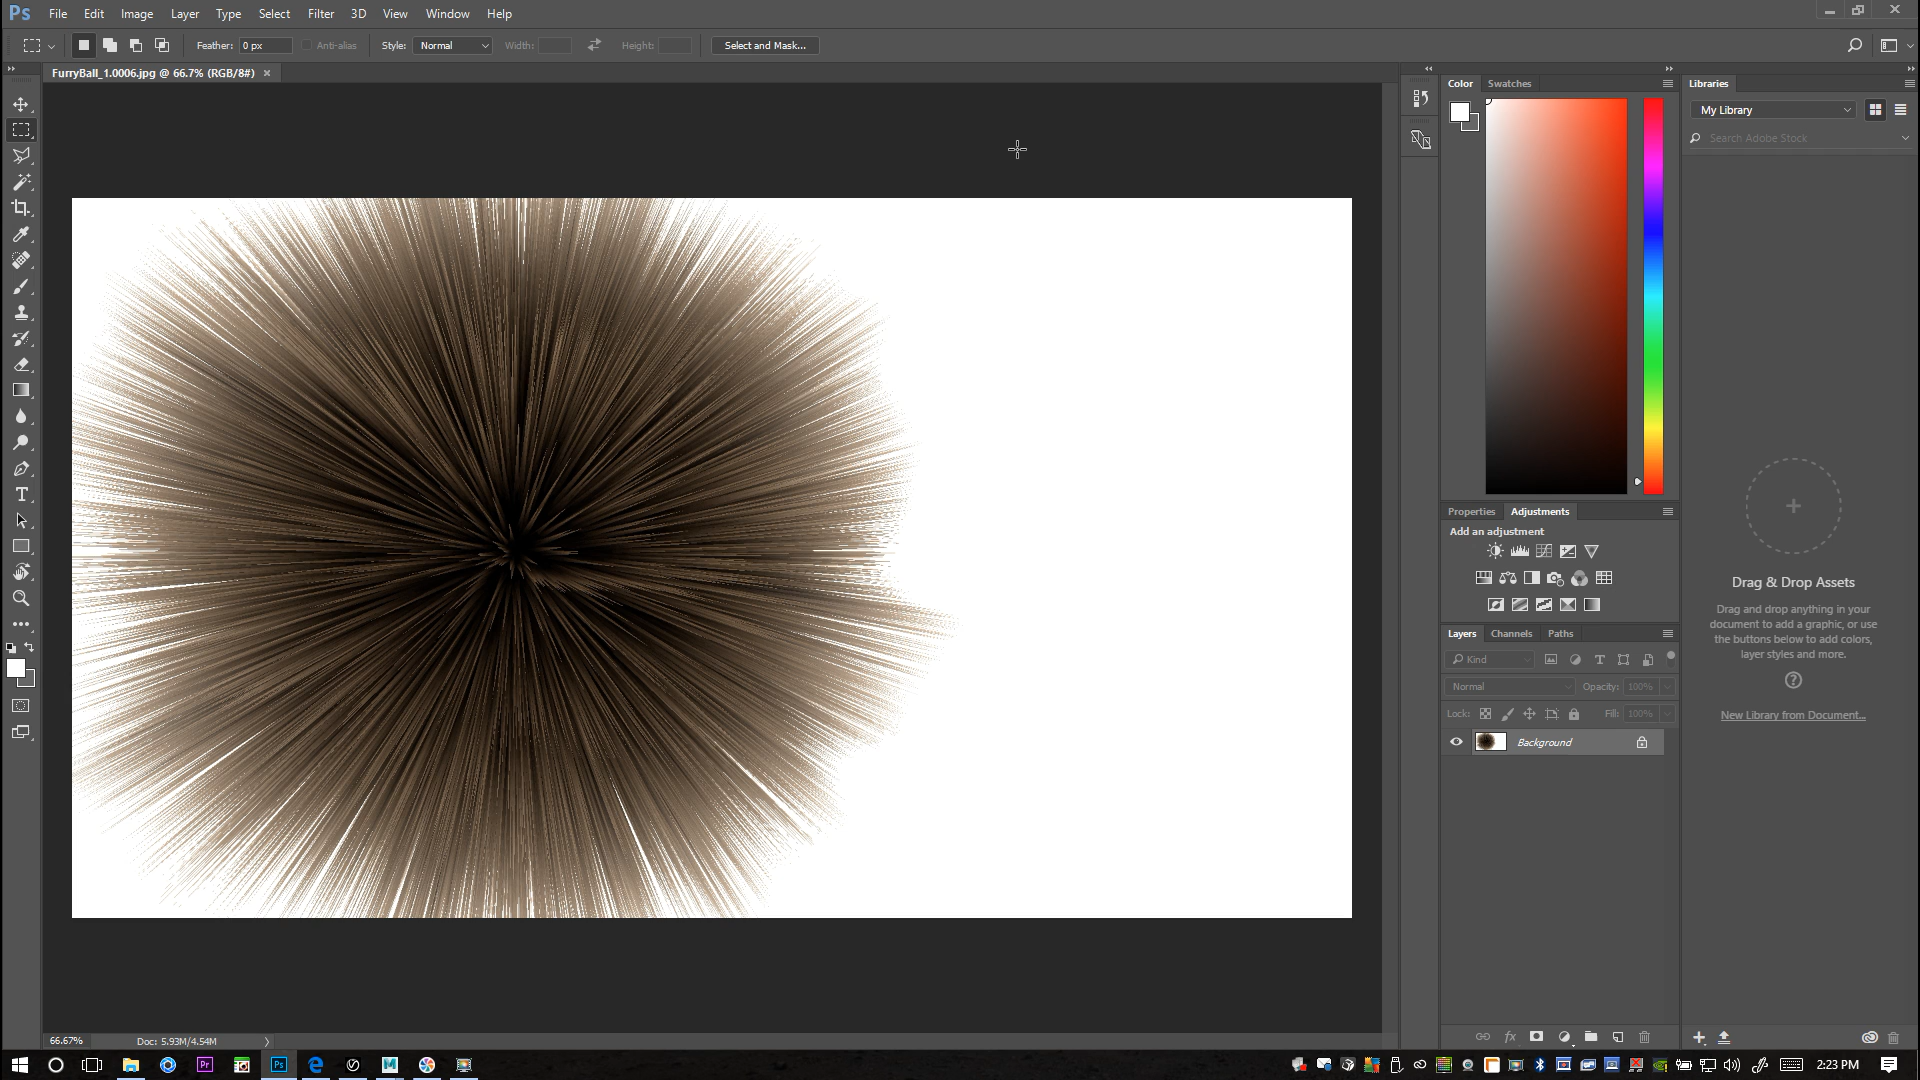 Ps File Edit Image Layer Type Select Filter 3D View Window Help
Feather: 0 px Anti-alias Style: Normal Width: Height: Select and Mask...
FurryBall_1.0006.jpg @ 66.7% (RGB/8#) ×
Color Swatches
Libraries
My Library
Search Adobe Stock
Properties Adjustments
Add an adjustment
Drag & Drop Assets
Drag and drop anything in your
document to add a graphic, or use
the buttons below to add colors,
layer styles and more.
New Library from Document...
Layers Channels Paths
Kind
Normal Opacity: 100%
Lock: Fill: 100%
Background
fx
66.67% Doc: 5.93M/4.54M
Pr Ps M 2:23 PM